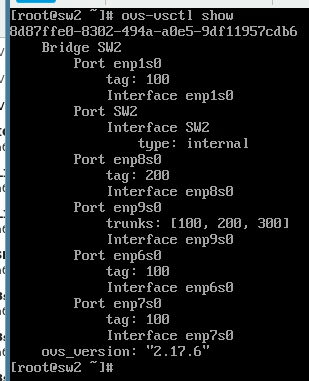 [root@sw2 ~]# ovs-vsctl show
8d87ffe0-8302-494a-a0e5-9df11957cdb6
    Bridge SW2
        Port enp1s0
            tag: 100
            Interface enp1s0
        Port SW2
            Interface SW2
                type: internal
        Port enp8s0
            tag: 200
            Interface enp8s0
        Port enp9s0
            trunks: [100, 200, 300]
            Interface enp9s0
        Port enp6s0
            tag: 100
            Interface enp6s0
        Port enp7s0
            tag: 100
            Interface enp7s0
    ovs_version: "2.17.6"
[root@sw2 ~]#